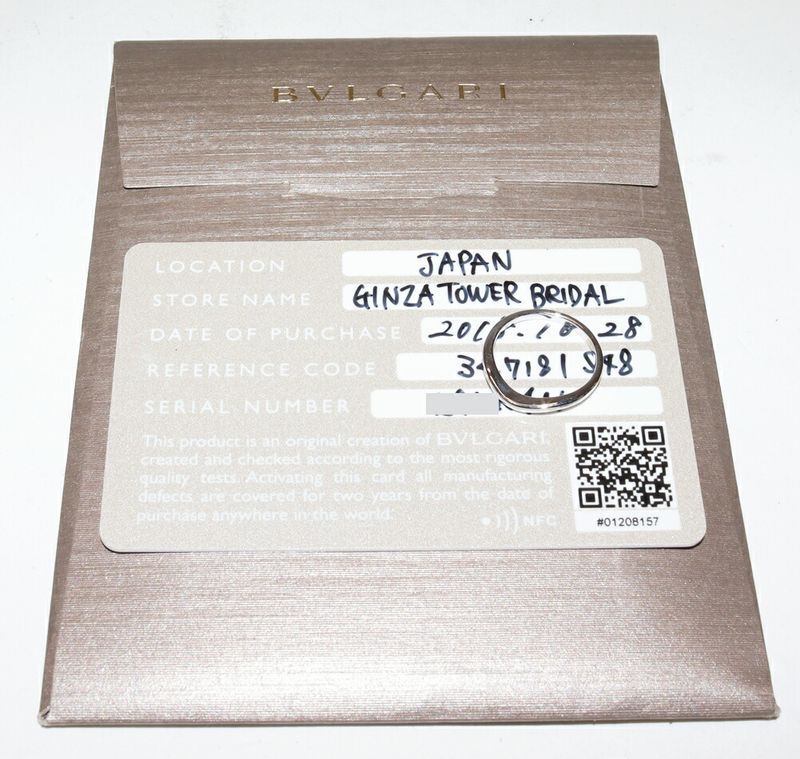 BVLGARI
LOCATION JAPAN
STORE NAME GINZA TOWER BRIDAL
DATE OF PURCHASE 28
REFERENCE CODE 7181
SERIAL NUMBER
This product is an original creation of BVLGARI,
created and checked according to the most rigorous
quality tests. Activating this card all manufacturing
defects are covered for two years from the date of
purchase anywhere in the world.
NFC
#01208157